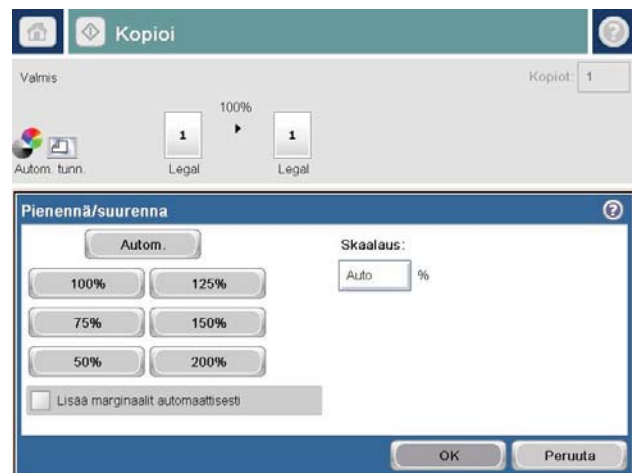 Kopioi
?
Valmis
Kopiot: 1
100%
1 1
Autom. tunn. Legal Legal
Pienennä/suurenna
?
Autom. Skaalaus:
100% 125% Auto %
75% 150%
50% 200%
Lisää marginaalit automaattisesti
OK Peruuta